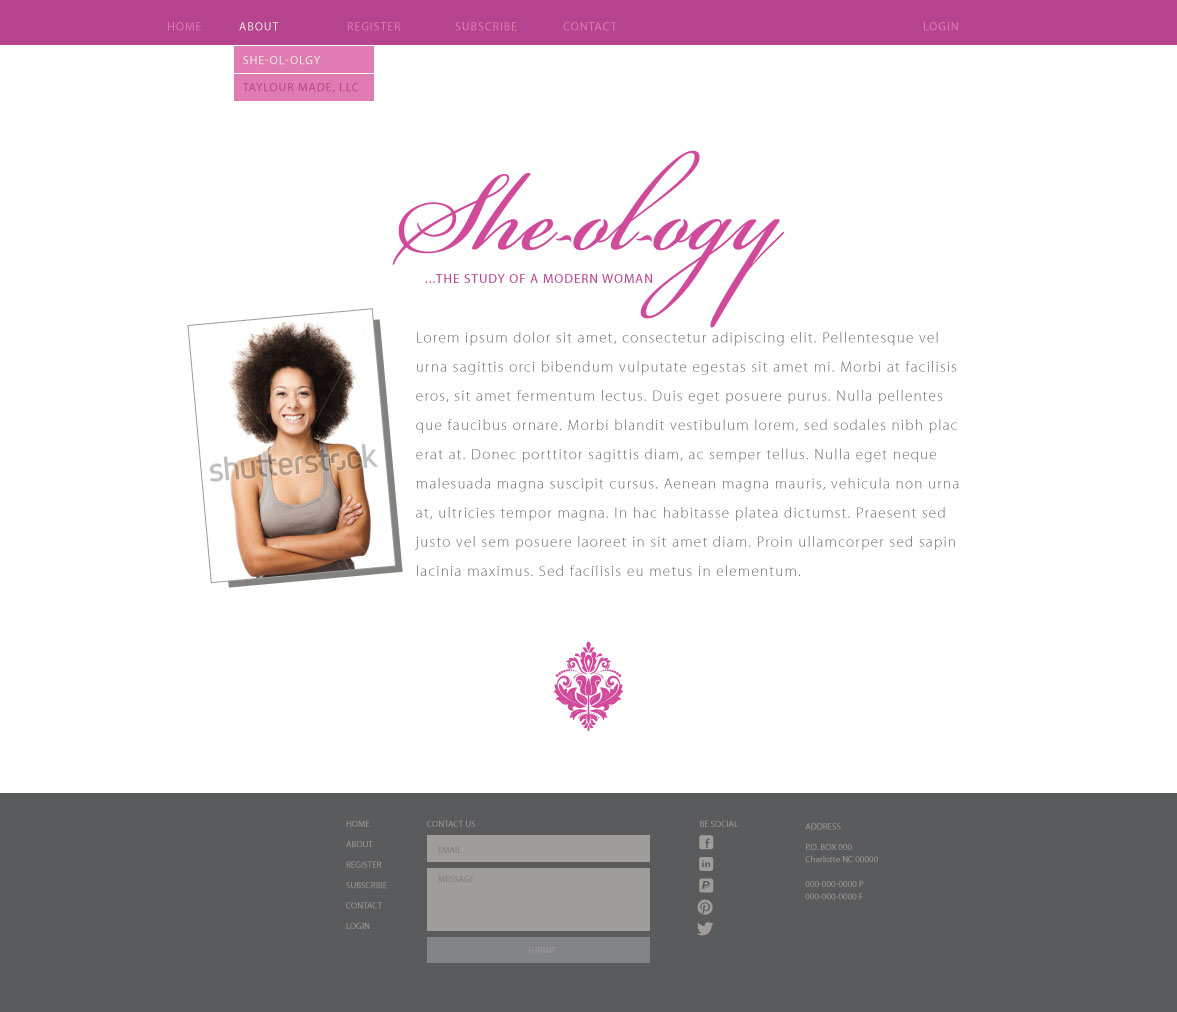 HOME
ABOUT
REGISTER
SUBSCRIBE
CONTACT
LOGIN
SHE-OL-OLGY
TAYLOUR MADE, LLC
She-ol-ogy
...THE STUDY OF A MODERN WOMAN
Lorem ipsum dolor sit amet, consectetur adipiscing elit. Pellentesque vel
urna sagittis orci bibendum vulputate egestas sit amet mi. Morbi at facilisis
eros, sit amet fermentum lectus. Duis eget posuere purus. Nulla pellentes
que faucibus ornare. Morbi blandit vestibulum lorem, sed sodales nibh plac
erat at. Donec porttitor sagittis diam, ac semper tellus. Nulla eget neque
malesuada magna suscipit cursus. Aenean magna mauris, vehicula non urna
at, ultricies tempor magna. In hac habitasse platea dictumst. Praesent sed
justo vel sem posuere laoreet in sit amet diam. Proin ullamcorper sed sapin
lacinia maximus. Sed facilisis eu metus in elementum.
shutterstock
HOME
ABOUT
REGISTER
SUBSCRIBE
CONTACT
LOGIN
CONTACT US
EMAIL
MESSAGE
SUBMIT
BE SOCIAL
f
in
P
P
ADDRESS
P.O. BOX 000
Charlotte NC 00000
000-000-0000 P
000-000-0000 F